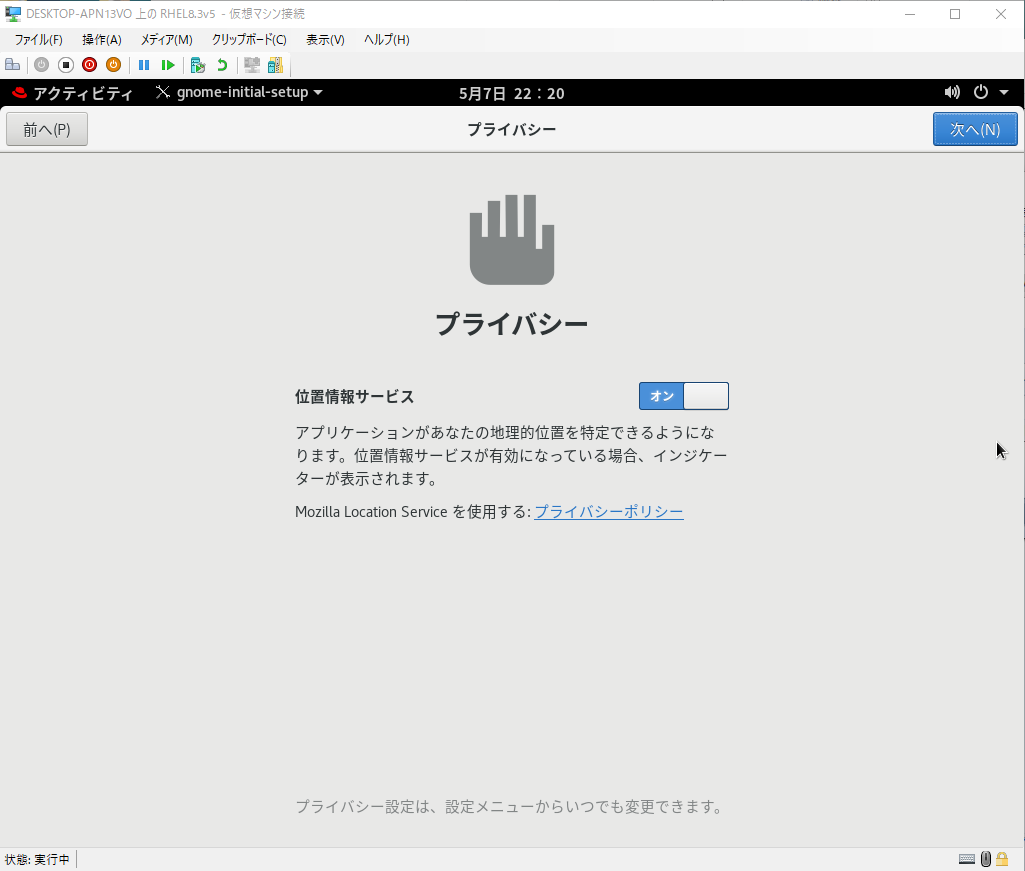 DESKTOP-APN13VO 上の RHEL8.3v5 - 仮想マシン接続
ファイル(F) 操作(A) メディア(M) クリップボード(C) 表示(V) ヘルプ(H)
アクティビティ gnome-initial-setup 5月7日 22：20
前へ(P) プライバシー 次へ(N)
プライバシー
位置情報サービス オン
アプリケーションがあなたの地理的位置を特定できるようにな
ります。位置情報サービスが有効になっている場合、インジケー
ターが表示されます。
Mozilla Location Service を使用する: プライバシーポリシー
プライバシー設定は、設定メニューからいつでも変更できます。
状態: 実行中